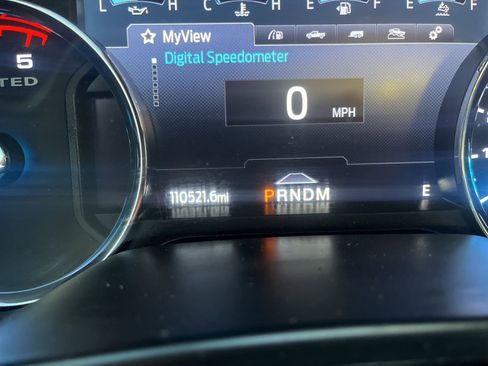 L H C H E F E F
MyView
Digital Speedometer
5
0 MPH
110521.6mi PRNDM E